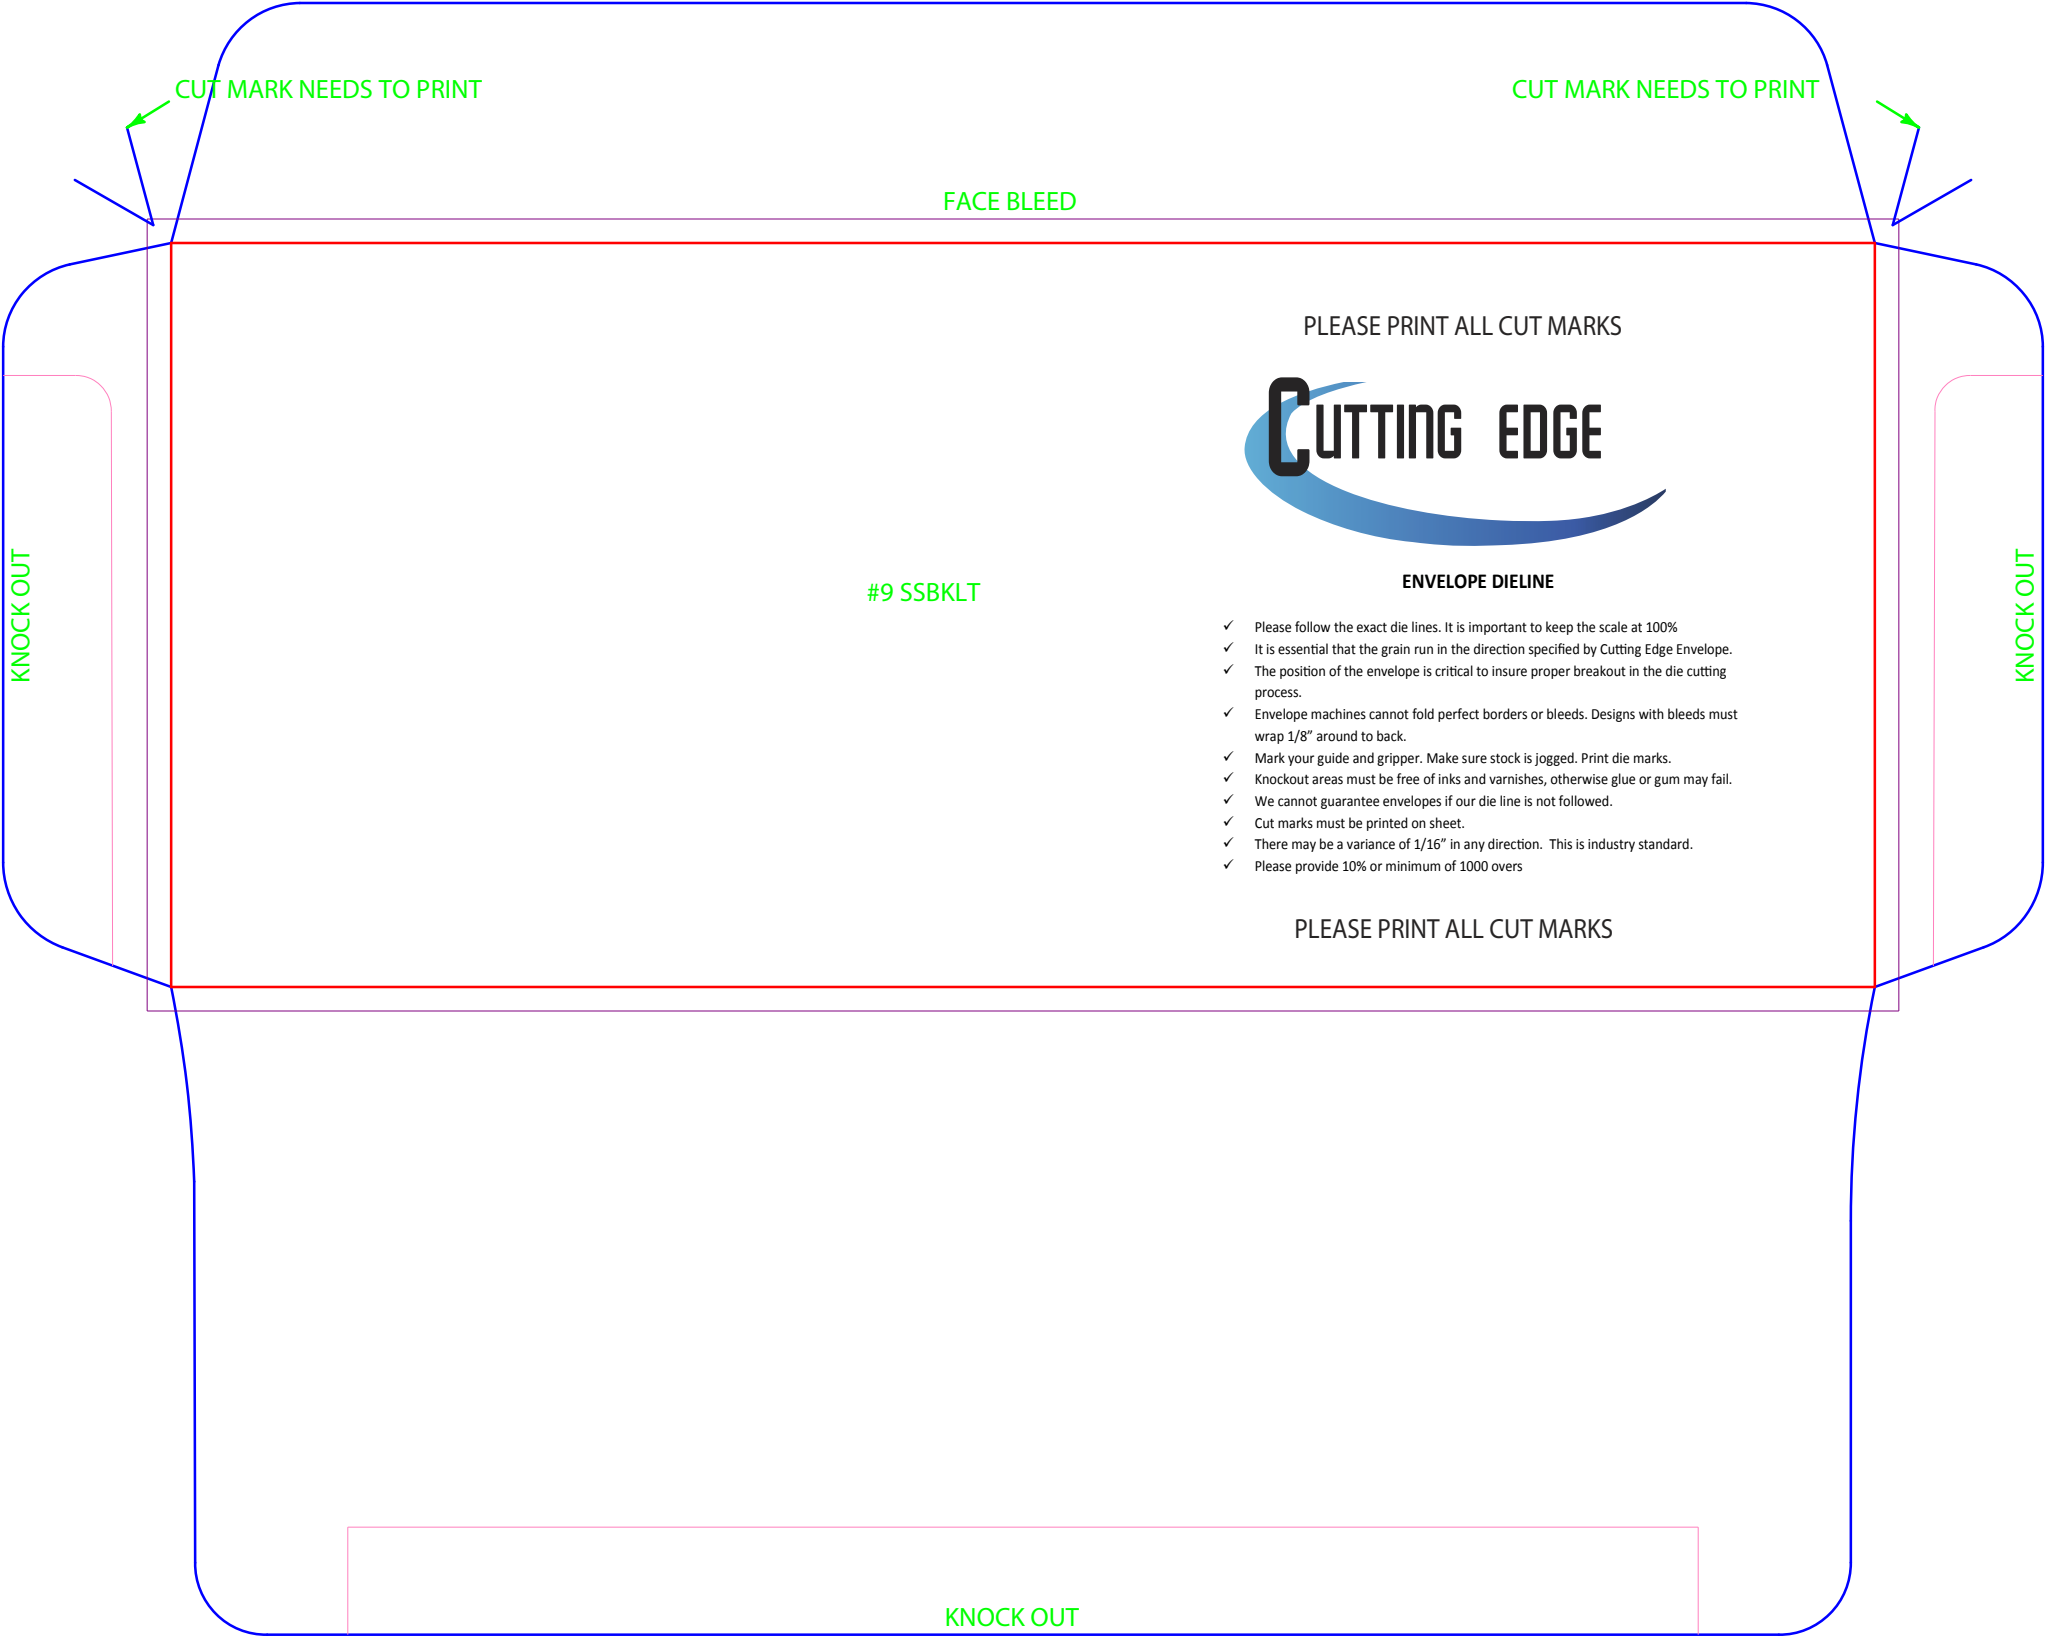 CUT MARK NEEDS TO PRINT
CUT MARK NEEDS TO PRINT
FACE BLEED
PLEASE PRINT ALL CUT MARKS
CUTTING EDGE
KNOCK OUT
#9 SSBKLT
KNOCK OUT
ENVELOPE DIELINE
✓ Please follow the exact die lines. It is important to keep the scale at 100%
✓ It is essential that the grain run in the direction specified by Cutting Edge Envelope.
✓ The position of the envelope is critical to insure proper breakout in the die cutting
process.
✓ Envelope machines cannot fold perfect borders or bleeds. Designs with bleeds must
wrap 1/8” around to back.
✓ Mark your guide and gripper. Make sure stock is jogged. Print die marks.
✓ Knockout areas must be free of inks and varnishes, otherwise glue or gum may fail.
✓ We cannot guarantee envelopes if our die line is not followed.
✓ Cut marks must be printed on sheet.
✓ There may be a variance of 1/16” in any direction.  This is industry standard.
✓ Please provide 10% or minimum of 1000 overs
PLEASE PRINT ALL CUT MARKS
KNOCK OUT